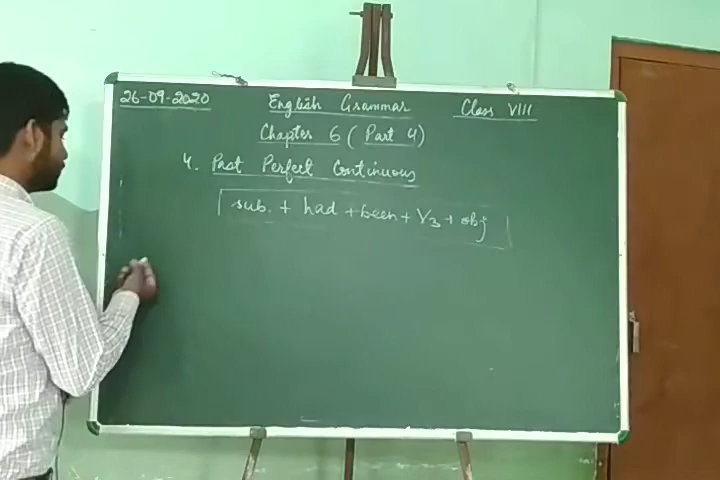 26-09-2020 English Grammar Class VIII
Chapter 6 ( Part 4)
4. Past Perfect Continuous
sub. + had + been + V3 + obj